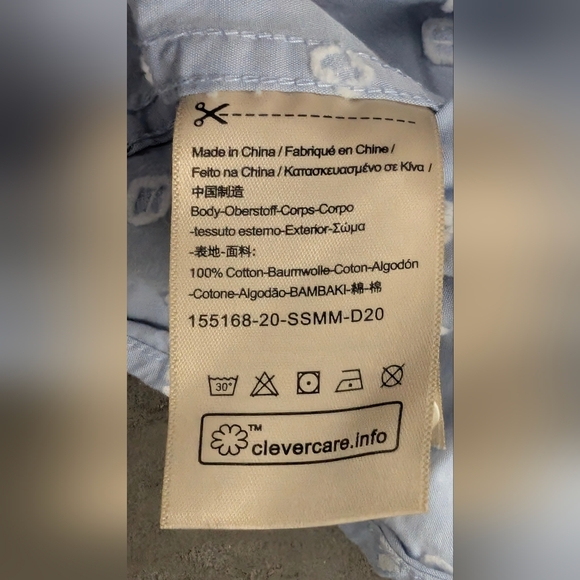 Made in China / Fabriqué en Chine /
Feito na China / Κατασκευασμένο σε Κίνα /
中国制造
Body-Oberstoff-Corps-Corpo
-tessuto esterno-Exterior-Σώμα
-表地-面料:
100% Cotton-Baumwolle-Coton-Algodón
-Cotone-Algodão-BAMBAKI-綿-棉
155168-20-SSMM-D20
30°
™
clevercare.info